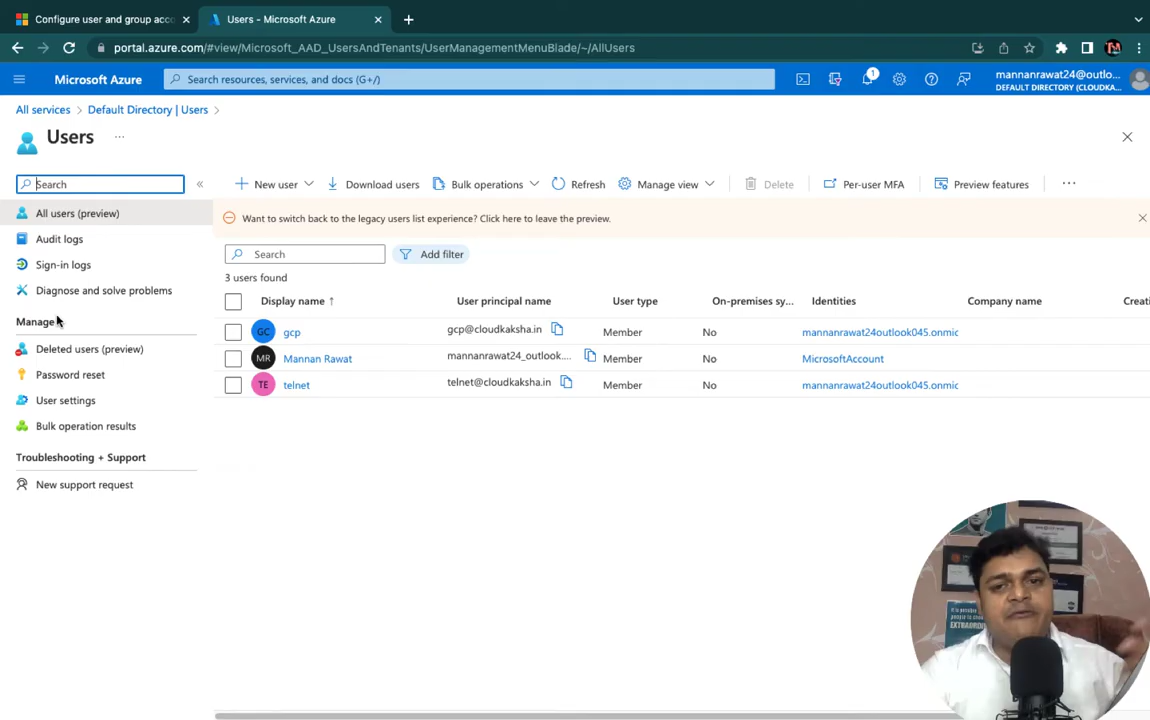 Configure user and group acco
Users - Microsoft Azure
portal.azure.com/#view/Microsoft_AAD_UsersAndTenants/UserManagementMenuBlade/~/AllUsers
Microsoft Azure
Search resources, services, and docs (G+/)
1
mannanrawat24@outlo...
DEFAULT DIRECTORY (CLOUDKA...
All services > Default Directory | Users >
Users ...
Search
«
New user
Download users
Bulk operations
Refresh
Manage view
Delete
Per-user MFA
Preview features
...
All users (preview)
Audit logs
Sign-in logs
Diagnose and solve problems
Manage
Deleted users (preview)
Password reset
User settings
Bulk operation results
Troubleshooting + Support
New support request
Want to switch back to the legacy users list experience? Click here to leave the preview.
Search
Add filter
3 users found
Display name ↑ User principal name User type On-premises sy... Identities Company name Creati
GC gcp gcp@cloudkaksha.in Member No mannanrawat24outlook045.onmic
MR Mannan Rawat mannanrawat24_outlook.... Member No MicrosoftAccount
TE telnet telnet@cloudkaksha.in Member No mannanrawat24outlook045.onmic
EXTRAORDI